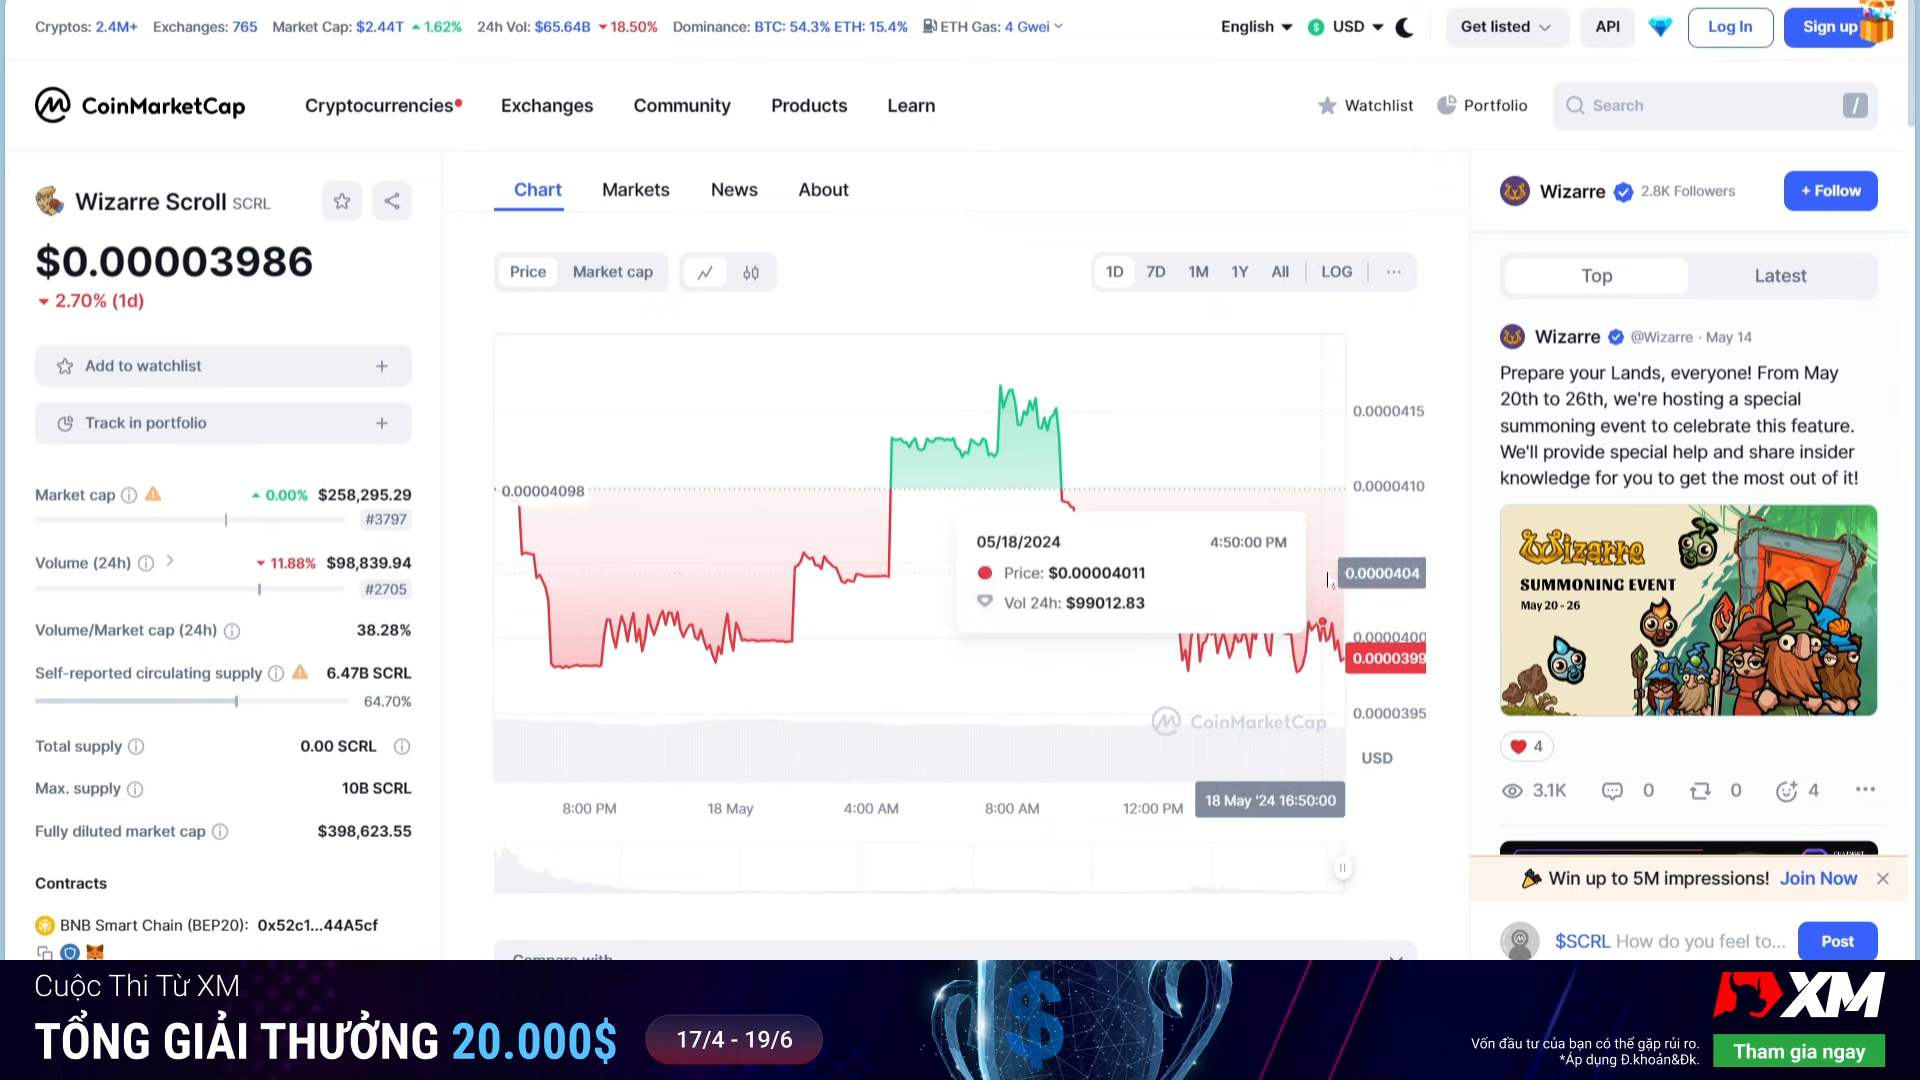 Cryptos: 2.4M+ Exchanges: 765 Market Cap: $2.44T 1.62% 24h Vol: $65.64B 18.50% Dominance: BTC: 54.3% ETH: 15.4% ETH Gas: 4 Gwei
English USD Get listed API Log In Sign up
CoinMarketCap Cryptocurrencies Exchanges Community Products Learn
Watchlist Portfolio Search /
Wizarre Scroll SCRL
$0.00003986
2.70% (1d)
Add to watchlist +
Track in portfolio +
Market cap 0.00% $258,295.29
#3797
Volume (24h) 11.88% $98,839.94
#2705
Volume/Market cap (24h) 38.28%
Self-reported circulating supply 6.47B SCRL
64.70%
Total supply 0.00 SCRL
Max. supply 10B SCRL
Fully diluted market cap $398,623.55
Contracts
BNB Smart Chain (BEP20): 0x52c1...44A5cf
Chart Markets News About
Price Market cap
1D 7D 1M 1Y All LOG ...
0.00004098
0.0000415
0.0000410
0.0000404
0.0000400
0.0000399
0.0000395
USD
05/18/2024 4:50:00 PM
Price: $0.00004011
Vol 24h: $99012.83
CoinMarketCap
8:00 PM 18 May 4:00 AM 8:00 AM 12:00 PM 18 May '24 16:50:00
Compare with
Wizarre 2.8K Followers + Follow
Top Latest
Wizarre @Wizarre · May 14
Prepare your Lands, everyone! From May
20th to 26th, we're hosting a special
summoning event to celebrate this feature.
We'll provide special help and share insider
knowledge for you to get the most out of it!
Wizarre
SUMMONING EVENT
May 20 - 26
4
3.1K 0 0 4 ...
Win up to 5M impressions! Join Now
$SCRL How do you feel to... Post
Cuộc Thi Từ XM
TỔNG GIẢI THƯỞNG 20.000$
17/4 - 19/6
$
XM
Vốn đầu tư của bạn có thể gặp rủi ro.
*Áp dụng Đ.khoản&Đk.
Tham gia ngay